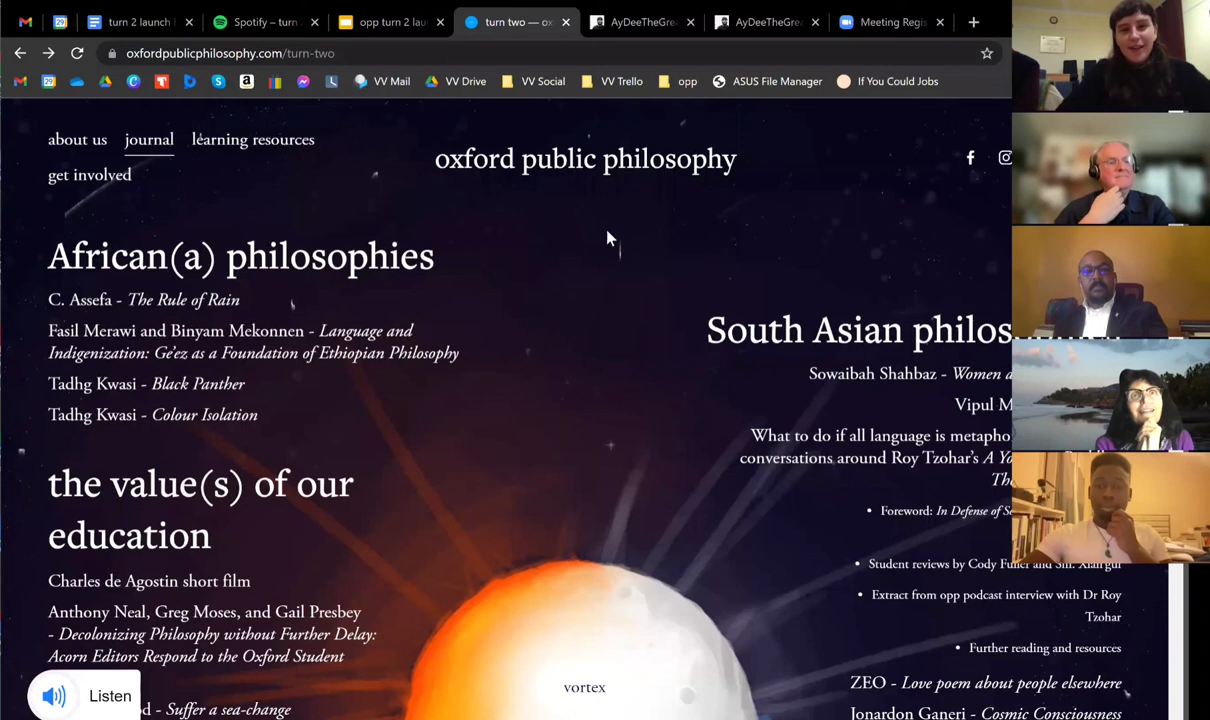 turn 2 launch
Spotify – turn
opp turn 2 lau
turn two — ox
AyDeeTheGre
AyDeeTheGre
Meeting Regis
oxfordpublicphilosophy.com/turn-two
VV Mail
VV Drive
VV Social
VV Trello
opp
ASUS File Manager
If You Could Jobs
about us journal learning resources
get involved
oxford public philosophy
African(a) philosophies
C. Assefa - The Rule of Rain
Fasil Merawi and Binyam Mekonnen - Language and
Indigenization: Ge'ez as a Foundation of Ethiopian Philosophy
Tadhg Kwasi - Black Panther
Tadhg Kwasi - Colour Isolation
the value(s) of our
education
Charles de Agostin short film
Anthony Neal, Greg Moses, and Gail Presbey
- Decolonizing Philosophy without Further Delay:
Acorn Editors Respond to the Oxford Student
- Suffer a sea-change
Listen
vortex
South Asian philos
Sowaibah Shahbaz - Women a
Vipul M
What to do if all language is metapho
conversations around Roy Tzohar's A Yo
Th
• Foreword: In Defense of S
• Student reviews by Cody Fuller and
• Extract from opp podcast interview with Dr Roy
Tzohar
• Further reading and resources
ZEO - Love poem about people elsewhere
Jonardon Ganeri - Cosmic Consciousness